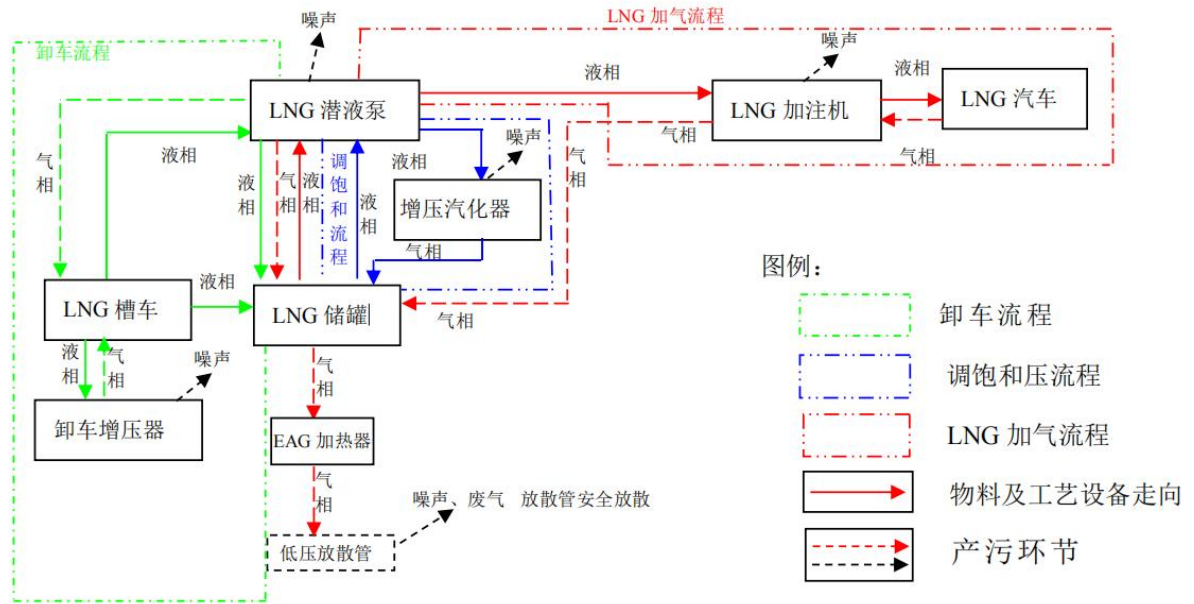 噪声
LNG 加气流程
卸车流程
噪声
液相
液相
LNG 潜液泵
LNG 加注机
LNG 汽车
气相
气相
气相
液相
液相
噪声
气相
液相
气相
液相
调饱和流程
液相
增压汽化器
气相
图例：
液相
LNG 槽车
LNG 储罐
气相
卸车流程
液相
气相
噪声
气相
调饱和压流程
卸车增压器
EAG 加热器
LNG 加气流程
气相
噪声、废气 放散管安全放散
物料及工艺设备走向
低压放散管
产污环节